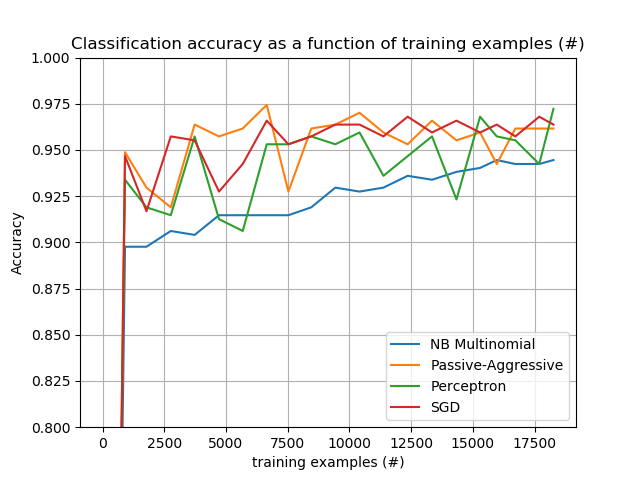 Classification accuracy as a function of training examples (#)
1.000
0.975
0.950
0.925
0.900
0.875
0.850
0.825
0.800
Accuracy
NB Multinomial
Passive-Aggressive
Perceptron
SGD
0 2500 5000 7500 10000 12500 15000 17500
training examples (#)